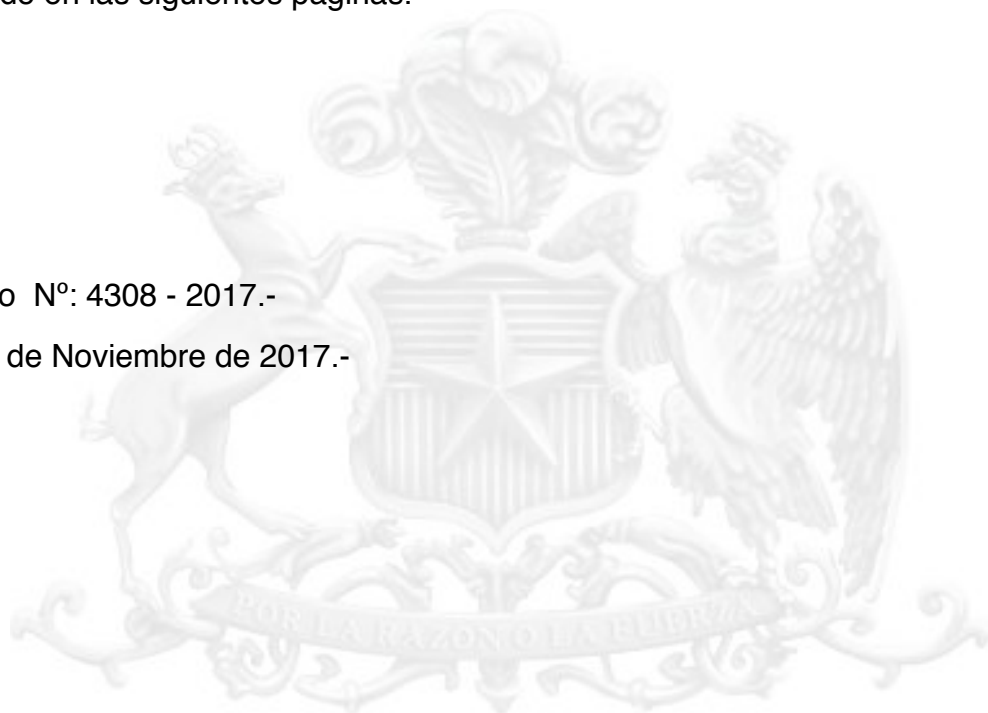 do en las siguientes páginas.
o Nº: 4308 - 2017.-
de Noviembre de 2017.-
POR LA RAZON O LA FUERZA